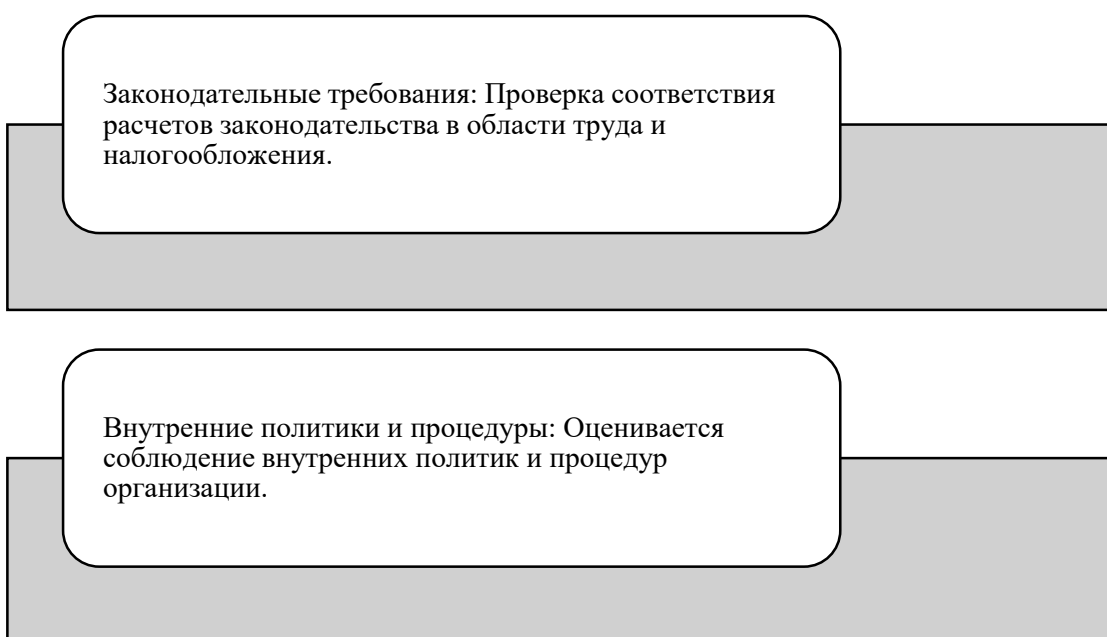 Законодательные требования: Проверка соответствия
расчетов законодательства в области труда и
налогообложения.
Внутренние политики и процедуры: Оценивается
соблюдение внутренних политик и процедур
организации.